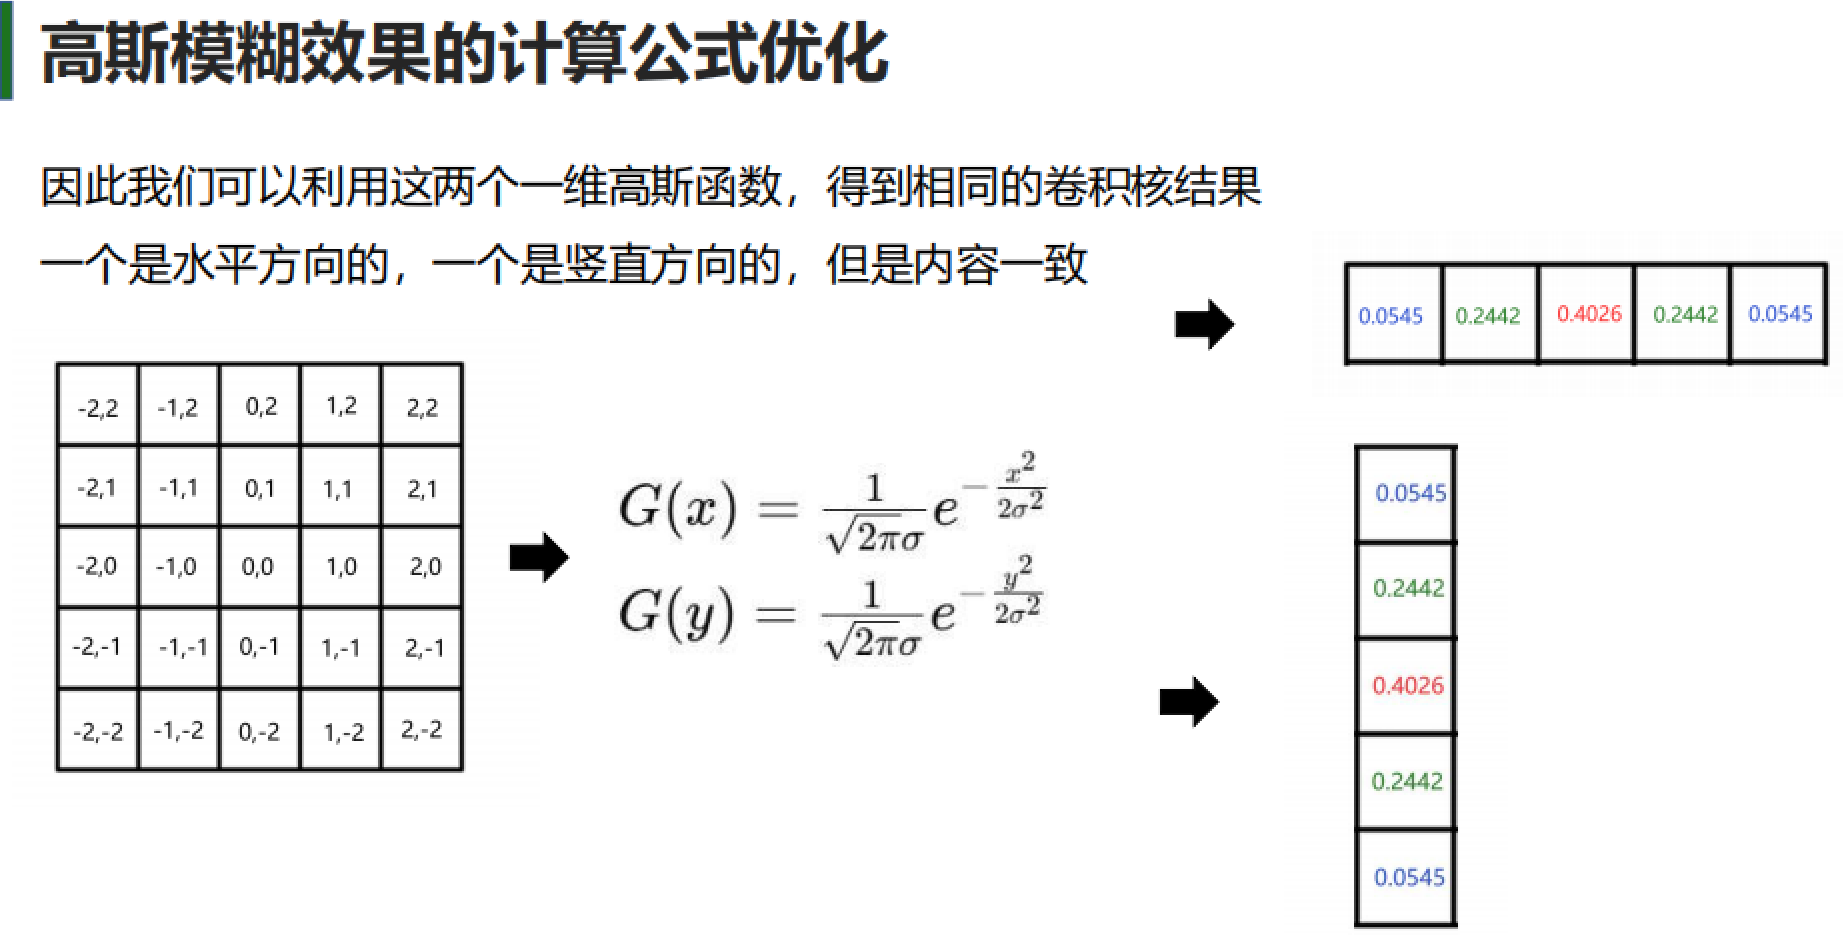 高斯模糊效果的计算公式优化
因此我们可以利用这两个一维高斯函数，得到相同的卷积核结果
一个是水平方向的，一个是竖直方向的，但是内容一致
0.0545 0.2442 0.4026 0.2442 0.0545
-2,2 -1,2 0,2 1,2 2,2
-2,1 -1,1 0,1 1,1 2,1
-2,0 -1,0 0,0 1,0 2,0
-2,-1 -1,-1 0,-1 1,-1 2,-1
-2,-2 -1,-2 0,-2 1,-2 2,-2
G(x) = \frac{1}{\sqrt{2\pi}\sigma} e^{-\frac{x^2}{2\sigma^2}}
G(y) = \frac{1}{\sqrt{2\pi}\sigma} e^{-\frac{y^2}{2\sigma^2}}
0.0545
0.2442
0.4026
0.2442
0.0545